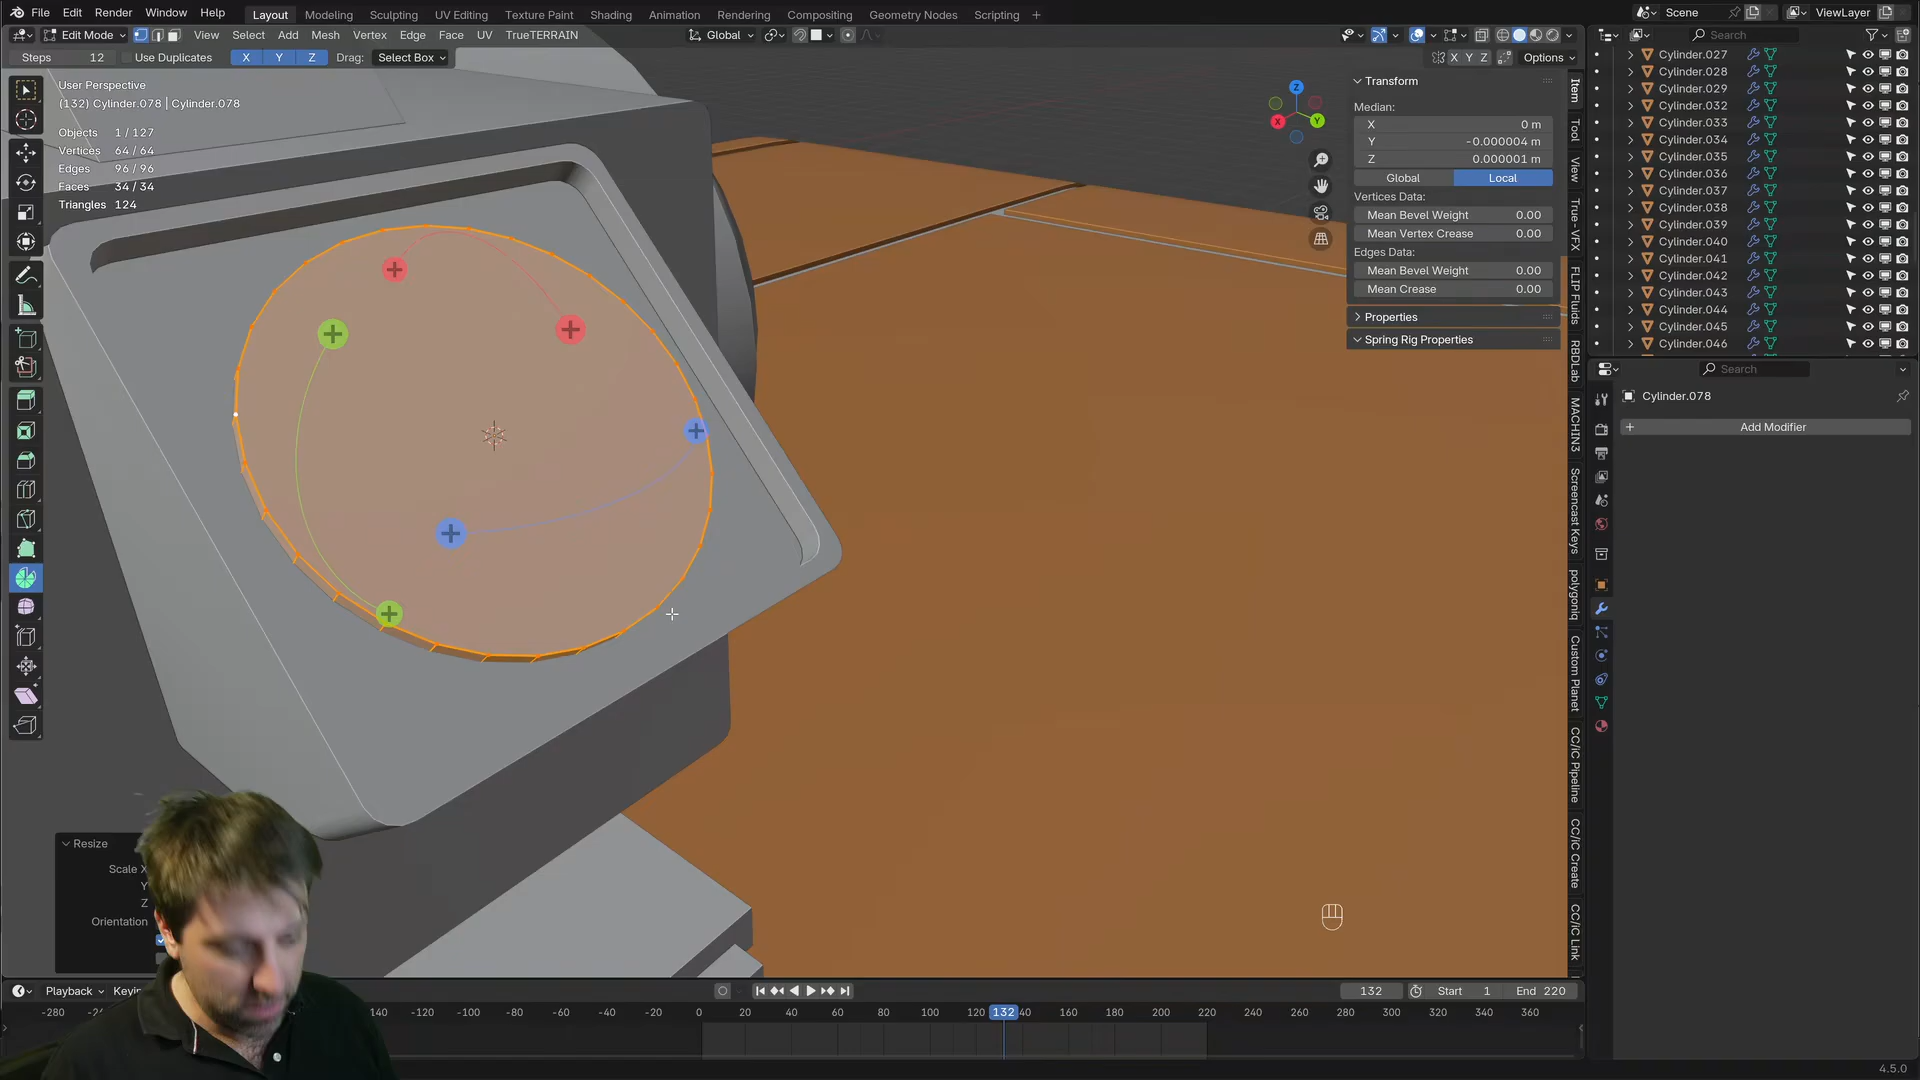 File Edit Render Window Help Layout Modeling Sculpting UV Editing Texture Paint Shading Animation Rendering Compositing Geometry Nodes Scripting + Scene ViewLayer
Edit Mode View Select Add Mesh Vertex Edge Face UV TrueTERRAIN Global Search
Steps 12 Use Duplicates X Y Z Drag: Select Box X Y Z Options
User Perspective
(132) Cylinder.078 | Cylinder.078
Objects 1 / 127
Vertices 64 / 64
Edges 96 / 96
Faces 34 / 34
Triangles 124
Transform
Median:
X 0 m
Y -0.000004 m
Z 0.000001 m
Global Local
Vertices Data:
Mean Bevel Weight 0.00
Mean Vertex Crease 0.00
Edges Data:
Mean Bevel Weight 0.00
Mean Crease 0.00
Properties
Spring Rig Properties
Z
X
Y
Item
Tool
View
True-VFX
FLIP Fluids
RBDLab
MACHIN3
Screencast Keys
polygoniq
Custom Planet
CC/iC Pipeline
CC/iC Create
CC/iC Link
Cylinder.027
Cylinder.028
Cylinder.029
Cylinder.032
Cylinder.033
Cylinder.034
Cylinder.035
Cylinder.036
Cylinder.037
Cylinder.038
Cylinder.039
Cylinder.040
Cylinder.041
Cylinder.042
Cylinder.043
Cylinder.044
Cylinder.045
Cylinder.046
Search
Cylinder.078
+ Add Modifier
Resize
Scale X
Y
Z
Orientation
Playback 132 Start 1 End 220
-280 -140 -120 -100 -80 -60 -40 -20 0 20 40 60 80 100 120 132 160 180 200 220 240 260 280 300 320 340 360
4.5.0